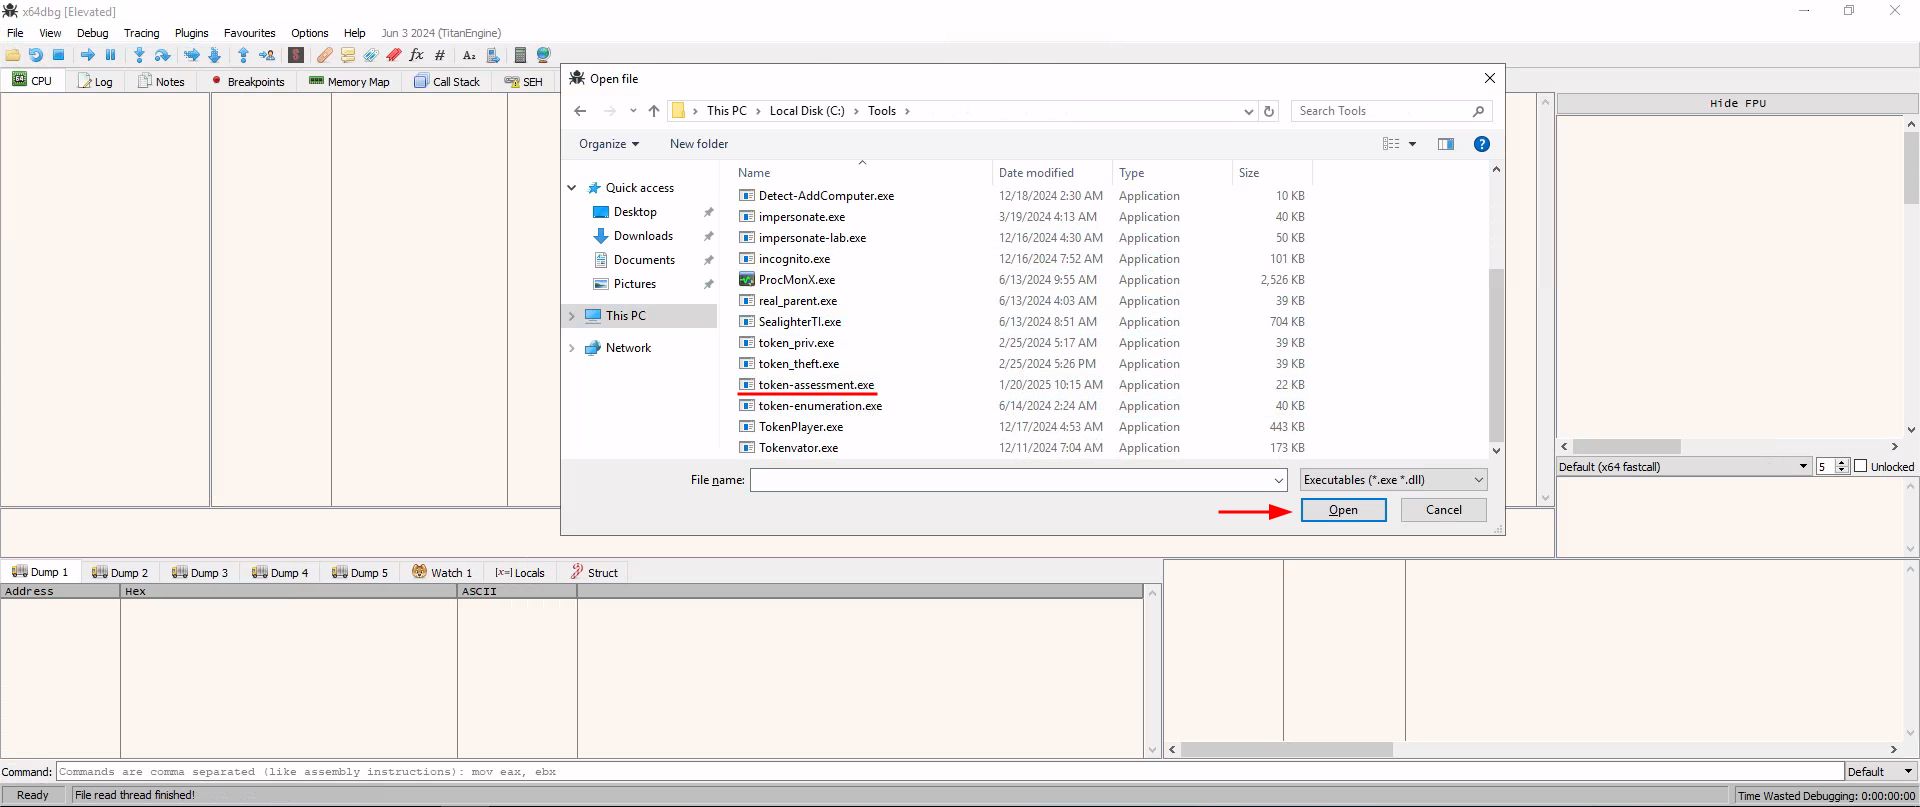 x64dbg [Elevated]
File View Debug Tracing Plugins Favourites Options Help Jun 3 2024 (TitanEngine)
CPU Log Notes Breakpoints Memory Map Call Stack SEH
Hide FPU
Open file
This PC > Local Disk (C:) > Tools >
Search Tools
Organize New folder
Quick access
Desktop
Downloads
Documents
Pictures
This PC
Network
Name Date modified Type Size
Detect-AddComputer.exe 12/18/2024 2:30 AM Application 10 KB
impersonate.exe 3/19/2024 4:13 AM Application 40 KB
impersonate-lab.exe 12/16/2024 4:30 AM Application 50 KB
incognito.exe 12/16/2024 7:52 AM Application 101 KB
ProcMonX.exe 6/13/2024 9:55 AM Application 2,526 KB
real_parent.exe 6/13/2024 4:03 AM Application 39 KB
SealighterTI.exe 6/13/2024 8:51 AM Application 704 KB
token_priv.exe 2/25/2024 5:17 AM Application 39 KB
token_theft.exe 2/25/2024 5:26 PM Application 39 KB
token-assessment.exe 1/20/2025 10:15 AM Application 22 KB
token-enumeration.exe 6/14/2024 2:24 AM Application 40 KB
TokenPlayer.exe 12/17/2024 4:53 AM Application 443 KB
Tokenvator.exe 12/11/2024 7:04 AM Application 173 KB
File name: Executables (*.exe *.dll)
Open Cancel
Default (x64 fastcall) 5 Unlocked
Dump 1 Dump 2 Dump 3 Dump 4 Dump 5 Watch 1 [x=] Locals Struct
Address Hex ASCII
Command: Commands are comma separated (like assembly instructions): mov eax, ebx Default
Ready File read thread finished! Time Wasted Debugging: 0:00:00:00